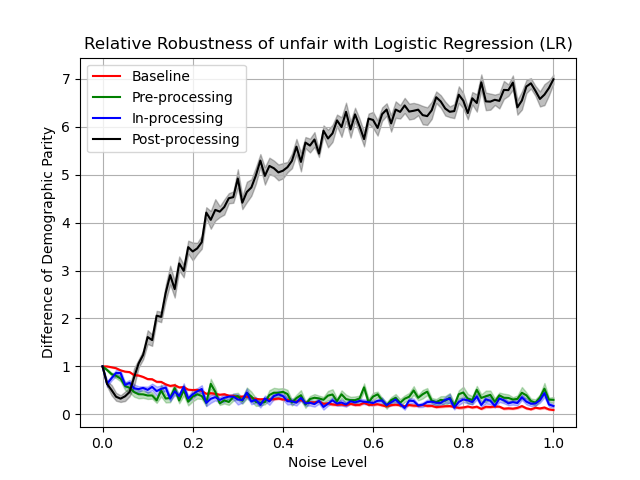 Relative Robustness of unfair with Logistic Regression (LR)
Difference of Demographic Parity
7
6
5
4
3
2
1
0
Baseline
Pre-processing
In-processing
Post-processing
0.0 0.2 0.4 0.6 0.8 1.0
Noise Level